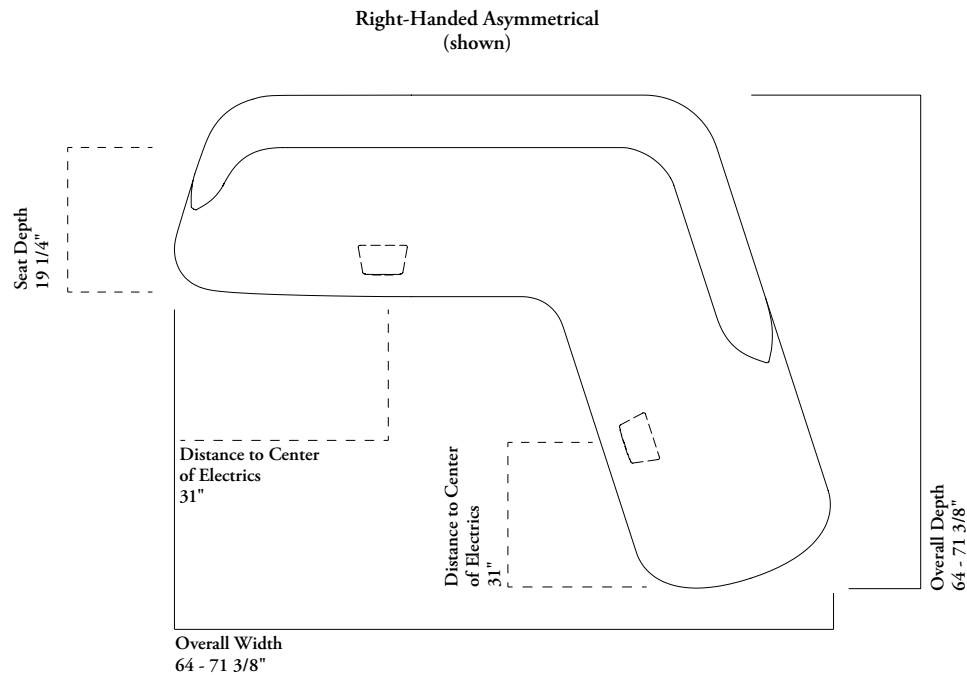 Right-Handed Asymmetrical
(shown)
Seat Depth
19 1/4"
Distance to Center
of Electrics
31"
Distance to Center
of Electrics
31"
Overall Depth
64 - 71 3/8"
Overall Width
64 - 71 3/8"